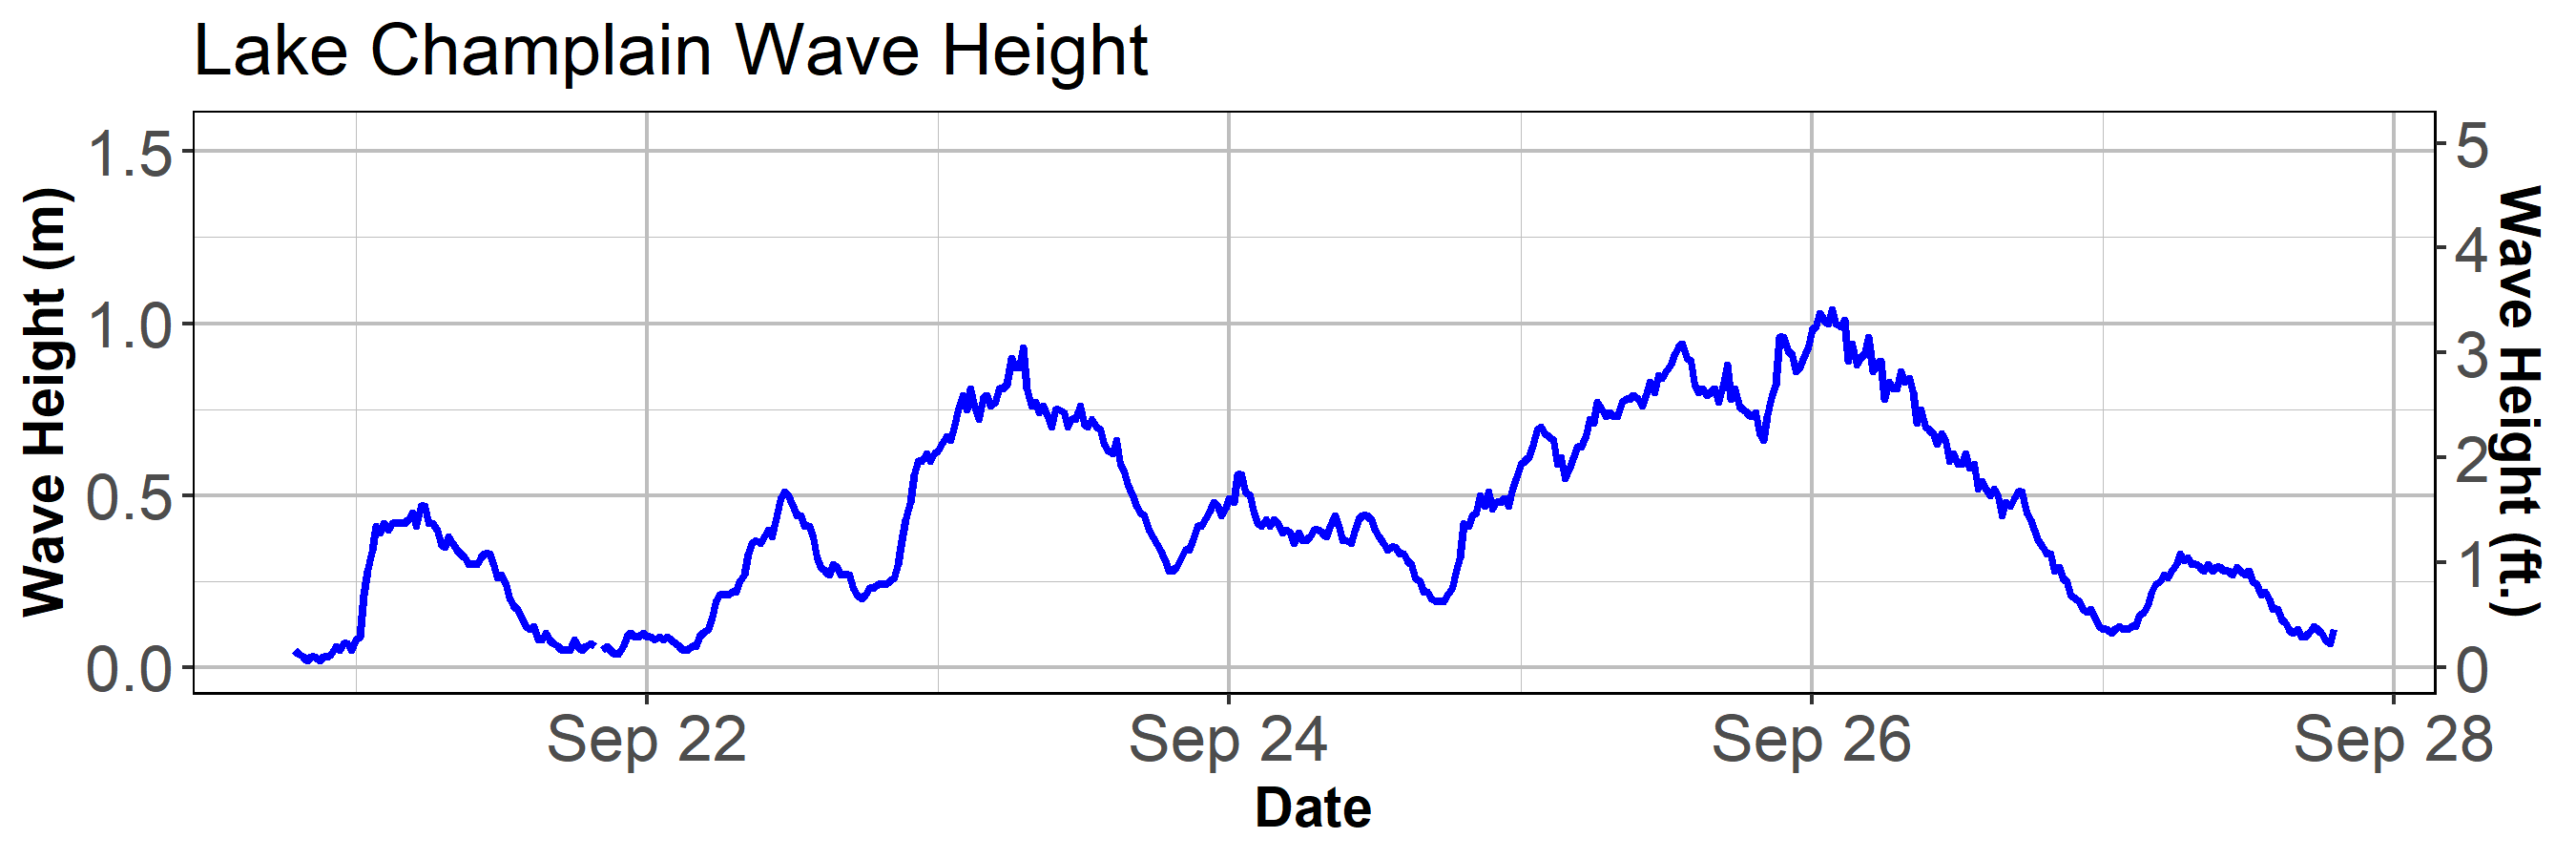 Lake Champlain Wave Height
Wave Height (m)
1.5
1.0
0.5
0.0
5
4
3
2
1
0
Wave Height (ft.)
Sep 22 Sep 24 Sep 26 Sep 28
Date